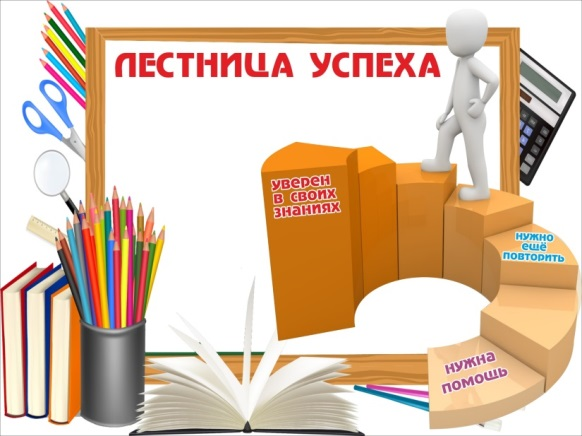 ЛЕСТНИЦА УСПЕХА
уверен
в своих
знаниях
нужно
ещё
повторить
нужна
помощь